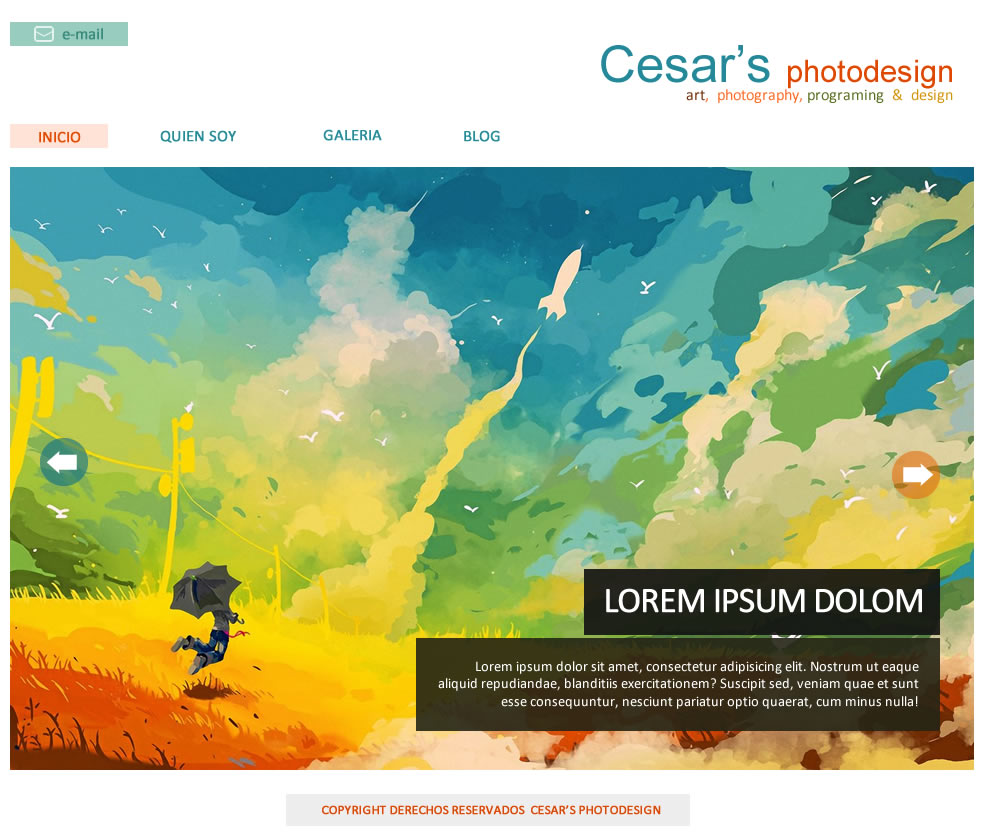 e-mail
Cesar’s photodesign
art, photography, programing & design
INICIO QUIEN SOY GALERIA BLOG
LOREM IPSUM DOLOM
Lorem ipsum dolor sit amet, consectetur adipisicing elit. Nostrum ut eaque
aliquid repudiandae, blanditiis exercitationem? Suscipit sed, veniam quae et sunt
esse consequuntur, nesciunt pariatur optio quaerat, cum minus nulla!
COPYRIGHT DERECHOS RESERVADOS CESAR’S PHOTODESIGN